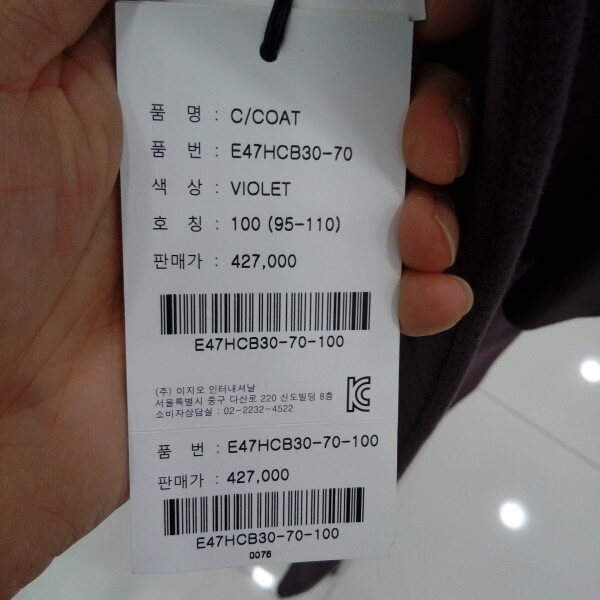 품 명 : C/COAT
품 번 : E47HCB30-70
색 상 : VIOLET
호 칭 : 100 (95-110)
판매가 : 427,000
E47HCB30-70-100
(주) 이지오 인터내셔날
서울특별시 중구 다산로 220 신도빌딩 8층
소비자상담실 : 02-2232-4522
품 번 : E47HCB30-70-100
판매가 : 427,000
E47HCB30-70-100
0076